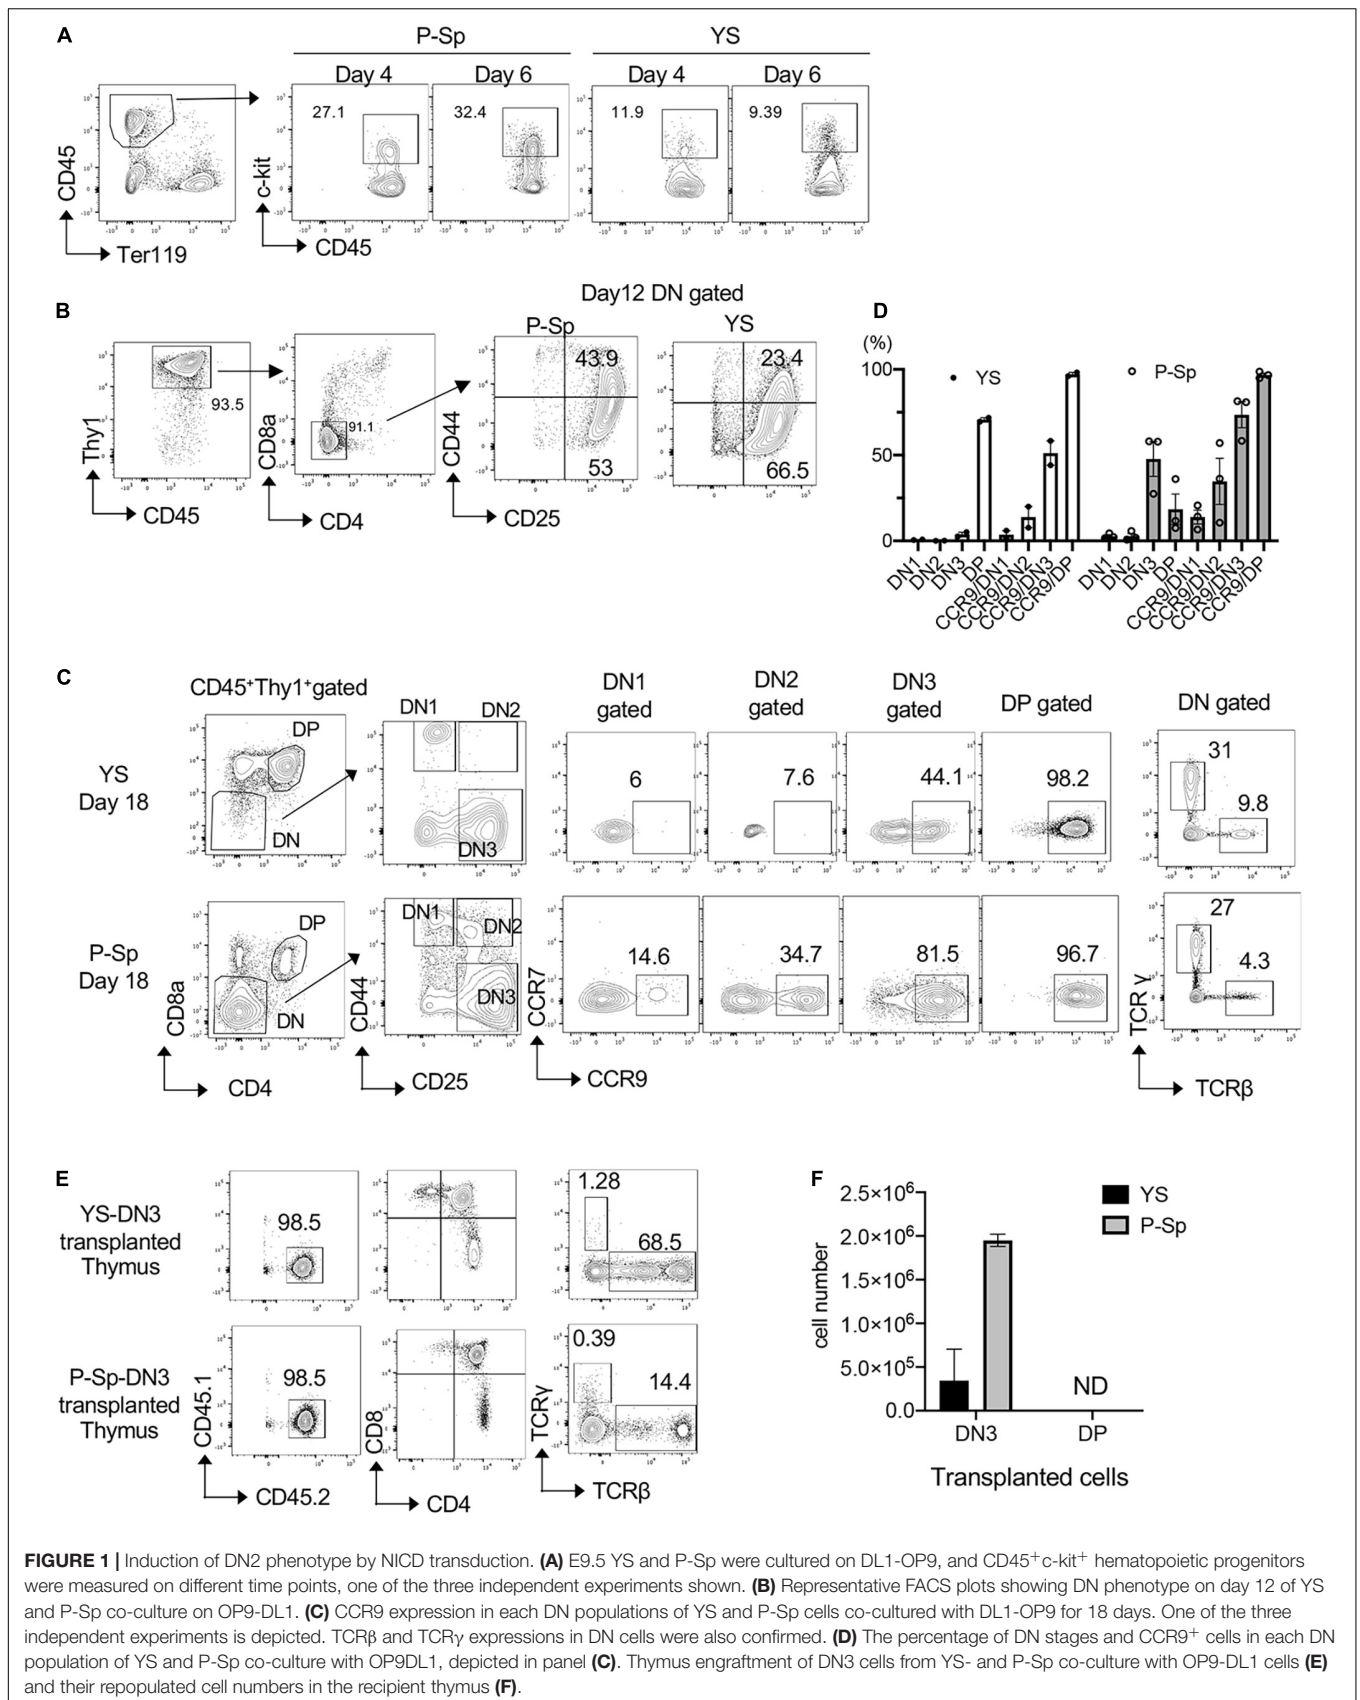 A
P-Sp
YS
Day 4
Day 6
Day 4
Day 6
27.1
32.4
11.9
9.39
CD45
Ter119
c-kit
CD45
B
Day12 DN gated
P-Sp
YS
93.5
91.1
43.9
53
23.4
66.5
Thy1
CD45
CD8a
CD4
CD44
CD25
D
(%)
100
50
0
YS
P-Sp
DN1
DN2
DN3
DP
CCR9/DN1
CCR9/DN2
CCR9/DN3
CCR9/DP
DN1
DN2
DN3
DP
CCR9/DN1
CCR9/DN2
CCR9/DN3
CCR9/DP
C
CD45+Thy1+gated
DN1 gated
DN2 gated
DN3 gated
DP gated
DN gated
YS
Day 18
DP
DN
DN1
DN2
DN3
6
7.6
44.1
98.2
31
9.8
P-Sp
Day 18
DP
DN
DN1
DN2
DN3
14.6
34.7
81.5
96.7
27
4.3
CD8a
CD4
CD44
CD25
CCR7
CCR9
TCRγ
TCRβ
E
YS-DN3
transplanted
Thymus
98.5
1.28
68.5
P-Sp-DN3
transplanted
Thymus
98.5
0.39
14.4
CD45.1
CD45.2
CD8
CD4
TCRγ
TCRβ
F
2.5×10⁶
2.0×10⁶
1.5×10⁶
1.0×10⁶
5.0×10⁵
0.0
cell number
YS
P-Sp
ND
DN3
DP
Transplanted cells
FIGURE 1 | Induction of DN2 phenotype by NICD transduction. (A) E9.5 YS and P-Sp were cultured on DL1-OP9, and CD45+c-kit+ hematopoietic progenitors
were measured on different time points, one of the three independent experiments shown. (B) Representative FACS plots showing DN phenotype on day 12 of YS
and P-Sp co-culture on OP9-DL1. (C) CCR9 expression in each DN populations of YS and P-Sp cells co-cultured with DL1-OP9 for 18 days. One of the three
independent experiments is depicted. TCRβ and TCRγ expressions in DN cells were also confirmed. (D) The percentage of DN stages and CCR9+ cells in each DN
population of YS and P-Sp co-culture with OP9DL1, depicted in panel (C). Thymus engraftment of DN3 cells from YS- and P-Sp co-culture with OP9-DL1 cells (E)
and their repopulated cell numbers in the recipient thymus (F).